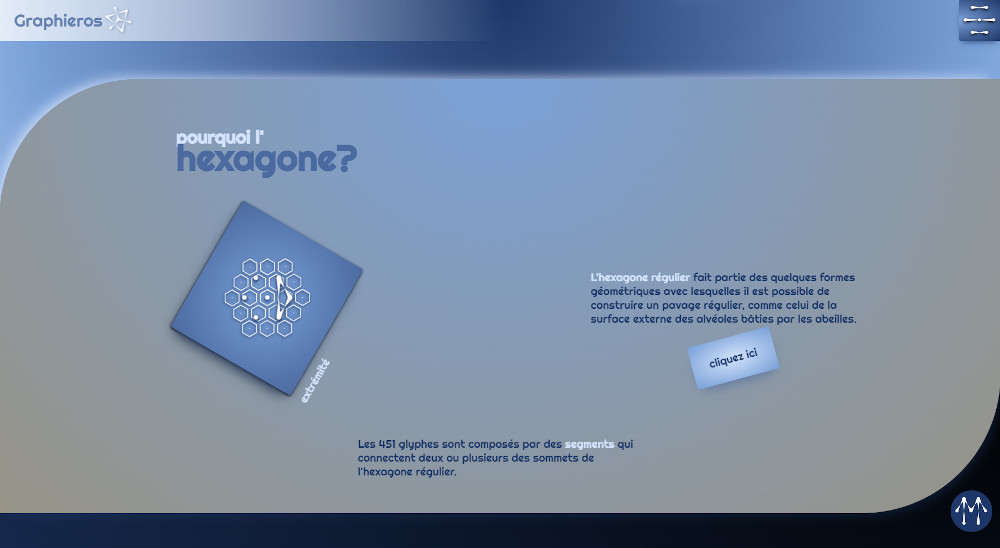 Graphieros
pourquoi l'
hexagone?
L'hexagone régulier fait partie des quelques formes
géométriques avec lesquelles il est possible de
construire un pavage régulier, comme celui de la
surface externe des alvéoles bâties par les abeilles.
cliquez ici
extrémité
Les 451 glyphes sont composés par des segments qui
connectent deux ou plusieurs des sommets de
l'hexagone régulier.